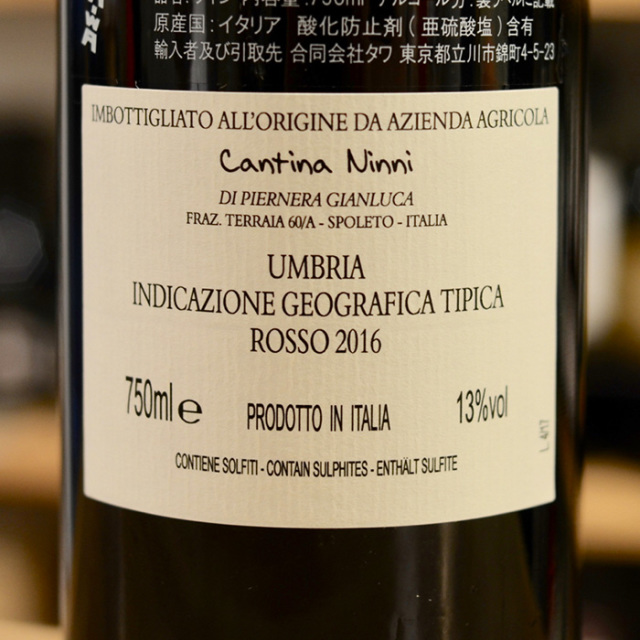 原産国:イタリア 酸化防止剤(亜硫酸塩)含有
輸入者及び引取先 合同会社タワ 東京都立川市錦町4-5-23
IMBOTTIGLIATO ALL'ORIGINE DA AZIENDA AGRICOLA
Cantina Ninni
DI PIERNERA GIANLUCA
FRAZ. TERRAIA 60/A - SPOLETO - ITALIA
UMBRIA
INDICAZIONE GEOGRAFICA TIPICA
ROSSO 2016
750ml e PRODOTTO IN ITALIA 13%vol
L. 4/17
CONTIENE SOLFITI - CONTAIN SULPHITES - ENTHÄLT SULFITE